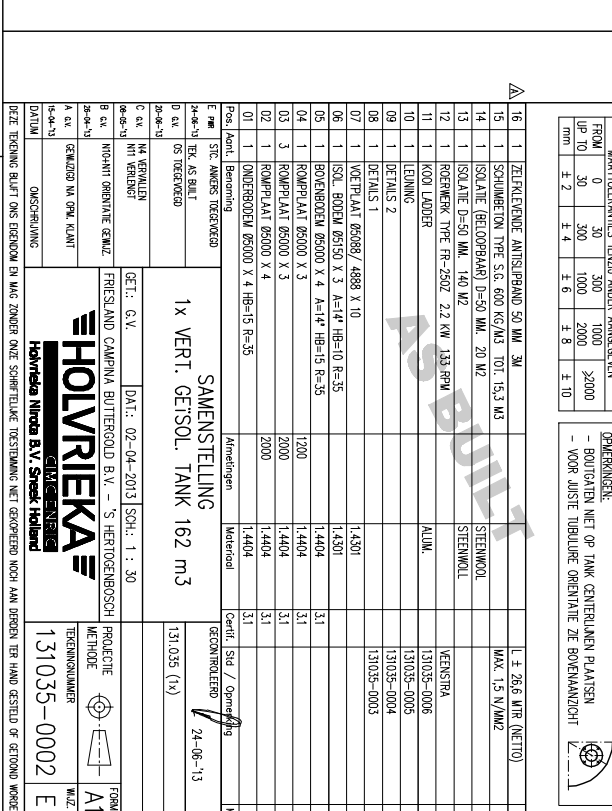 MAATTOLERANTIES TENZIJ ANDER AANGEGEVEN
FROM 0 30 300 1000 >2000
UP TO 30 300 1000 2000
mm ± 2 ± 4 ± 6 ± 8 ± 10
OPMERKINGEN:
- BOUTGATEN NIET OP TANK CENTERLIJNEN PLAATSEN
- VOOR JUISTE TUBULURE ORIENTATIE ZIE BOVENAANZICHT
A
16 1 ZELFKLEVENDE ANTISLIPBAND 50 MM 3M L ± 26,6 MTR (NETTO)
15 1 SCHUIMBETON TYPE S.G. 600 KG/M3 TOT. 15,3 M3 MAX. 1,5 N/MM2
14 1 ISOLATIE (BELOOPBAAR) D=50 MM. 20 M2 STEENWOOL
13 1 ISOLATIE D=50 MM. 140 M2 STEENWOLL
12 1 ROERWERK TYPE FR-250Z 2.2 KW 133 RPM VEENSTRA
11 1 KOOI LADDER ALUM. 131035-0006
10 1 LEUNING 131035-0005
09 1 DETAILS 2 131035-0004
08 1 DETAILS 1 131035-0003
07 1 VOETPLAAT Ø5088/ 4888 X 10 1.4301
06 1 ISOL. BODEM Ø5150 X 3 A=14° HB=10 R=35 1.4301
05 1 BOVENBODEM Ø5000 X 4 A=14° HB=15 R=35 1.4404 3.1
04 1 ROMPPLAAT Ø5000 X 3 1200 1.4404 3.1
03 3 ROMPPLAAT Ø5000 X 3 2000 1.4404 3.1
02 1 ROMPPLAAT Ø5000 X 4 2000 1.4404 3.1
01 1 ONDERBODEM Ø5000 X 4 HB=15 R=35 1.4404 3.1
Pos. Aant. Benaming Afmetingen Materiaal Certif. Std / Opmerking
AS BUILT
E PWR STC. ANKERS TOEGEVOEGD
24-06-'13 TEK. AS BUILT
D G.V. OS TOEGEVOEGD
20-06-'13
C G.V. N4 VERVALLEN
08-05-'13 N11 VERLENGT
B G.V. N10+N11 ORIENTATIE GEWIJZ.
26-04-'13
A G.V. GEWIJZIGD NA OPM. KLANT
15-04-'13
DATUM OMSCHRIJVING
SAMENSTELLING
1x VERT. GEÏSOL. TANK 162 m3
GECONTROLEERD
24-06-'13
131.035 (1x)
GET.: G.V. DAT.: 02-04-2013 SCH.: 1 : 30
FRIESLAND CAMPINA BUTTERGOLD B.V. - 'S HERTOGENBOSCH
PROJECTIE
METHODE
FORM
A1
HOLVRIEKA
CIMCENRIC
Holvrieka Nirota B.V. Sneek Holland
TEKENINGNUMMER
131035-0002
WIJZ.
E
DEZE TEKENING BLIJFT ONS EIGENDOM EN MAG ZONDER ONZE SCHRIFTELIJKE TOESTEMMING NIET GEKOPIEERD NOCH AAN DERDEN TER HAND GESTELD OF GETOOND WORDE